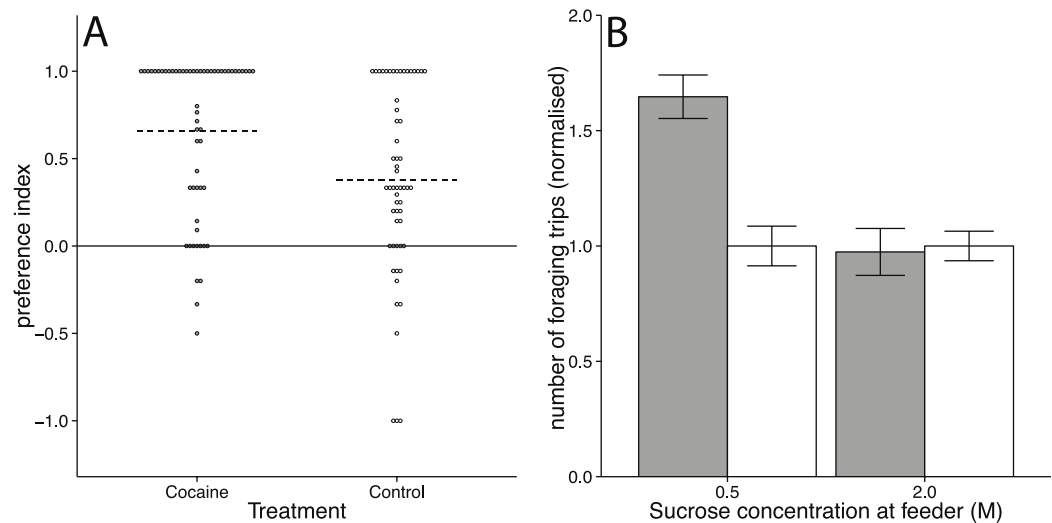 A
preference index
1.0
0.5
0.0
−0.5
−1.0
Cocaine
Control
Treatment
B
number of foraging trips (normalised)
2.0
1.5
1.0
0.5
0.0
0.5
2.0
Sucrose concentration at feeder (M)